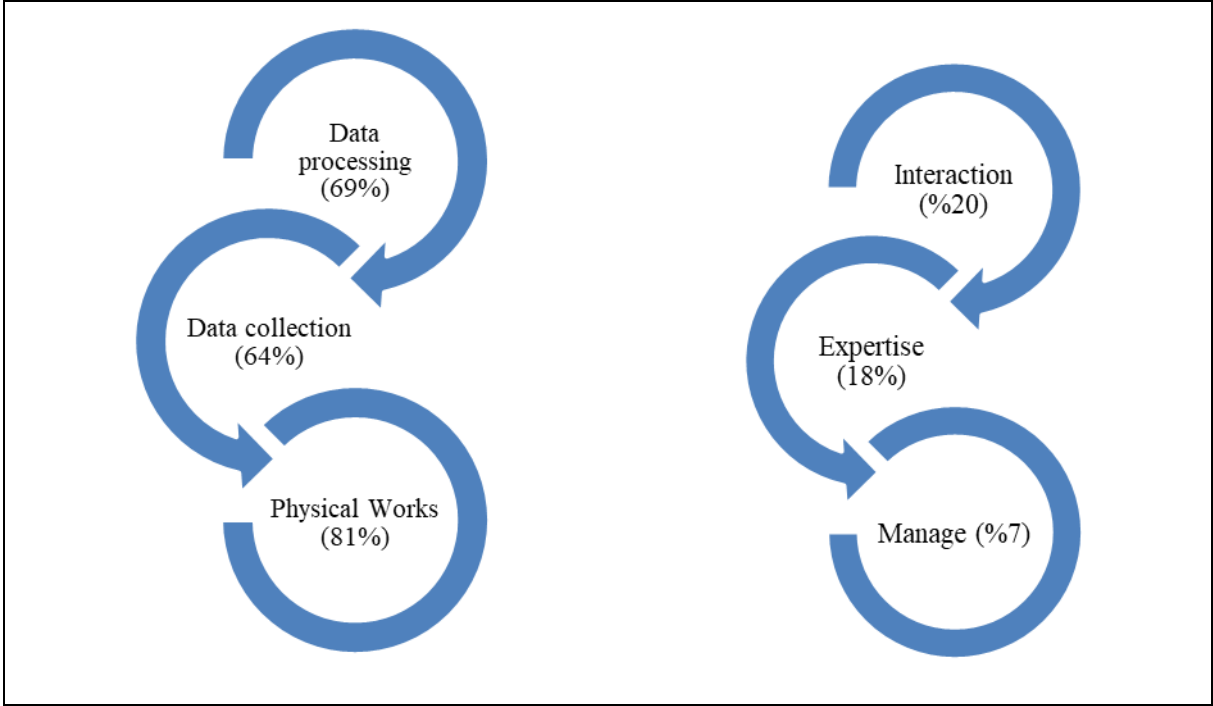 Data
processing
(69%)
Data collection
(64%)
Physical Works
(81%)
Interaction
(%20)
Expertise
(18%)
Manage (%7)